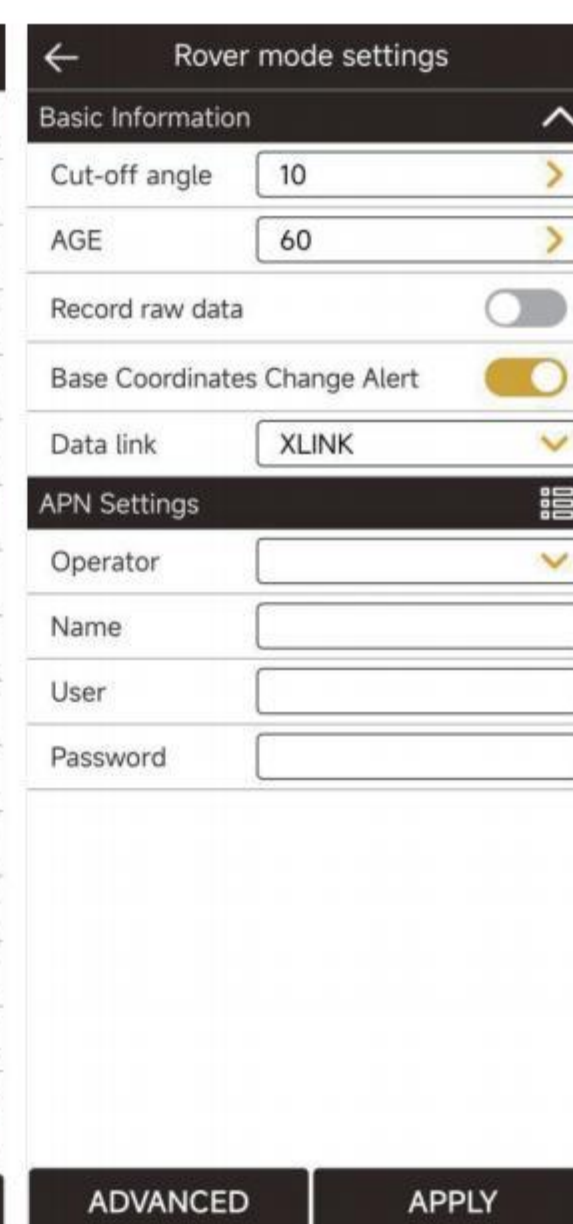 Rover mode settings
Basic Information
Cut-off angle 10
AGE 60
Record raw data
Base Coordinates Change Alert
Data link XLINK
APN Settings
Operator
Name
User
Password
ADVANCED APPLY